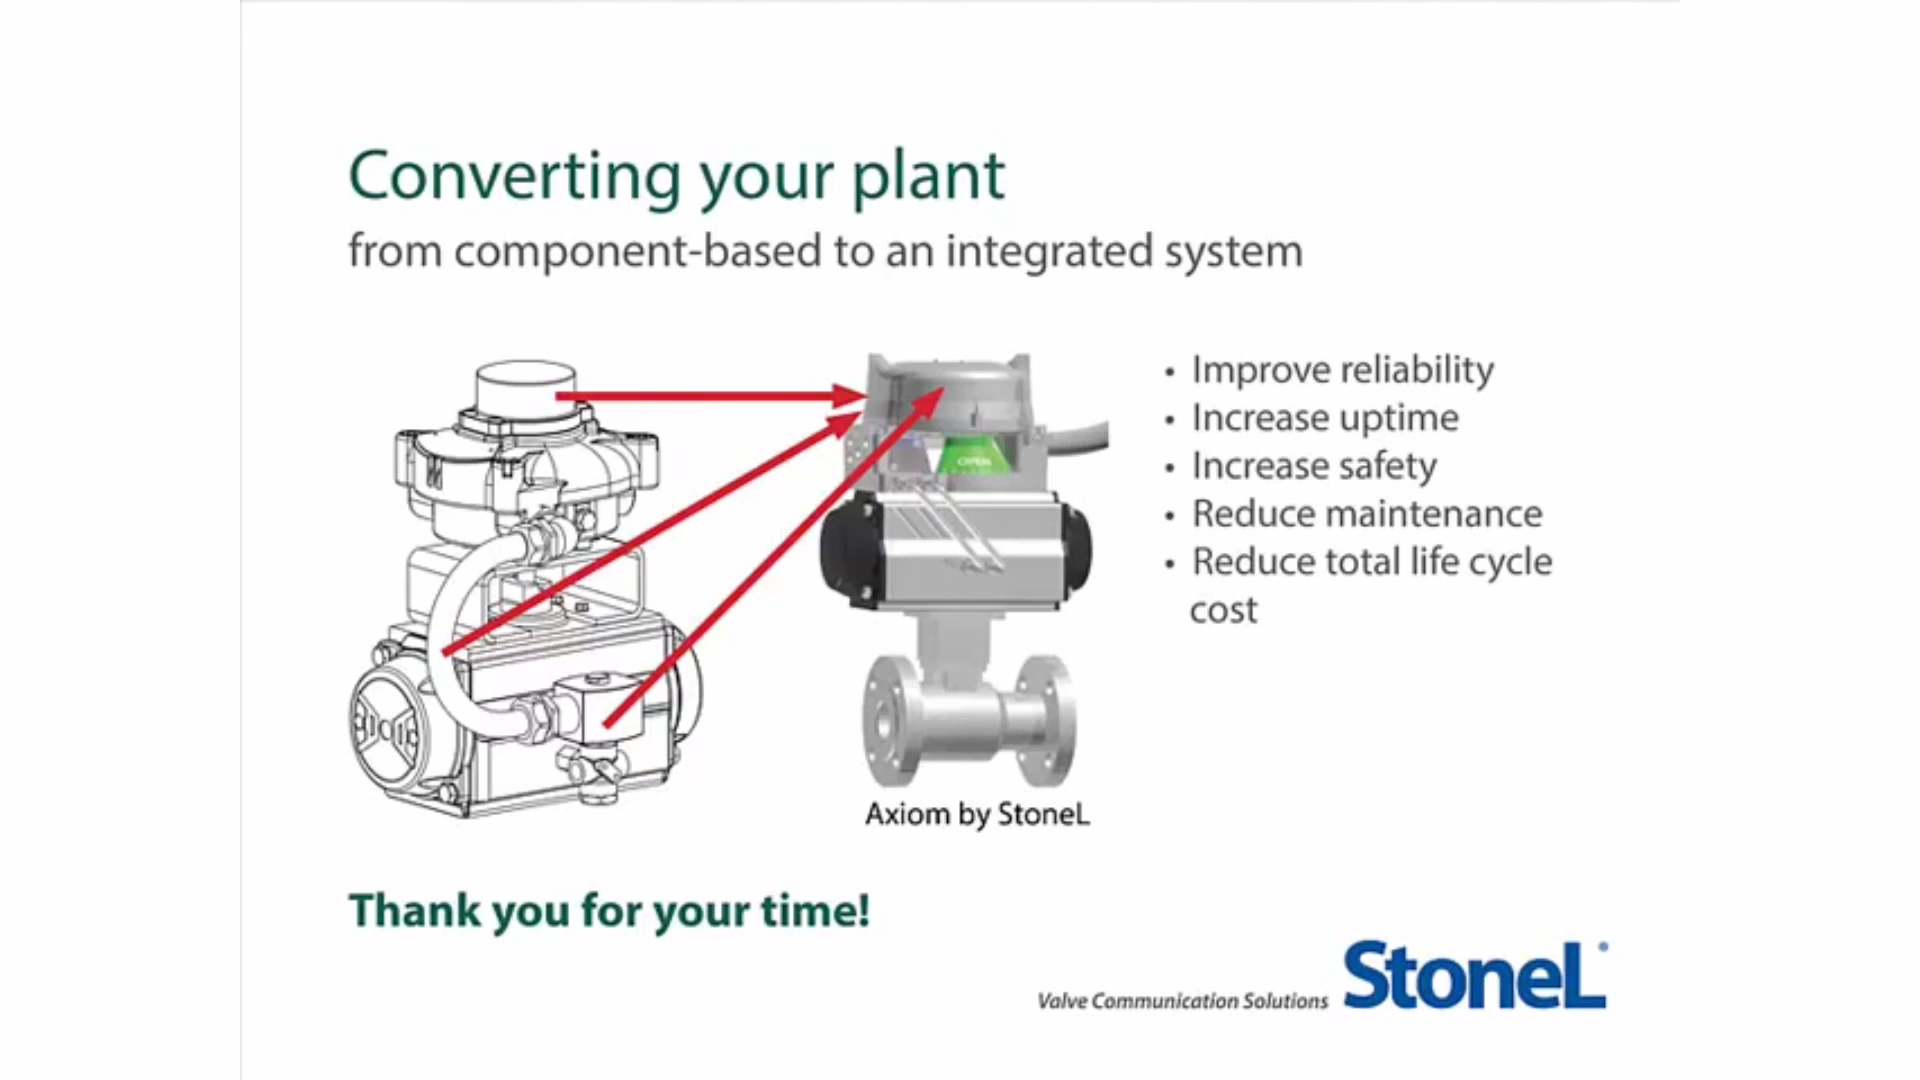 Converting your plant
from component-based to an integrated system
• Improve reliability
• Increase uptime
• Increase safety
• Reduce maintenance
• Reduce total life cycle
cost
OPEN
Axiom by StoneL
Thank you for your time!
Valve Communication Solutions StoneL